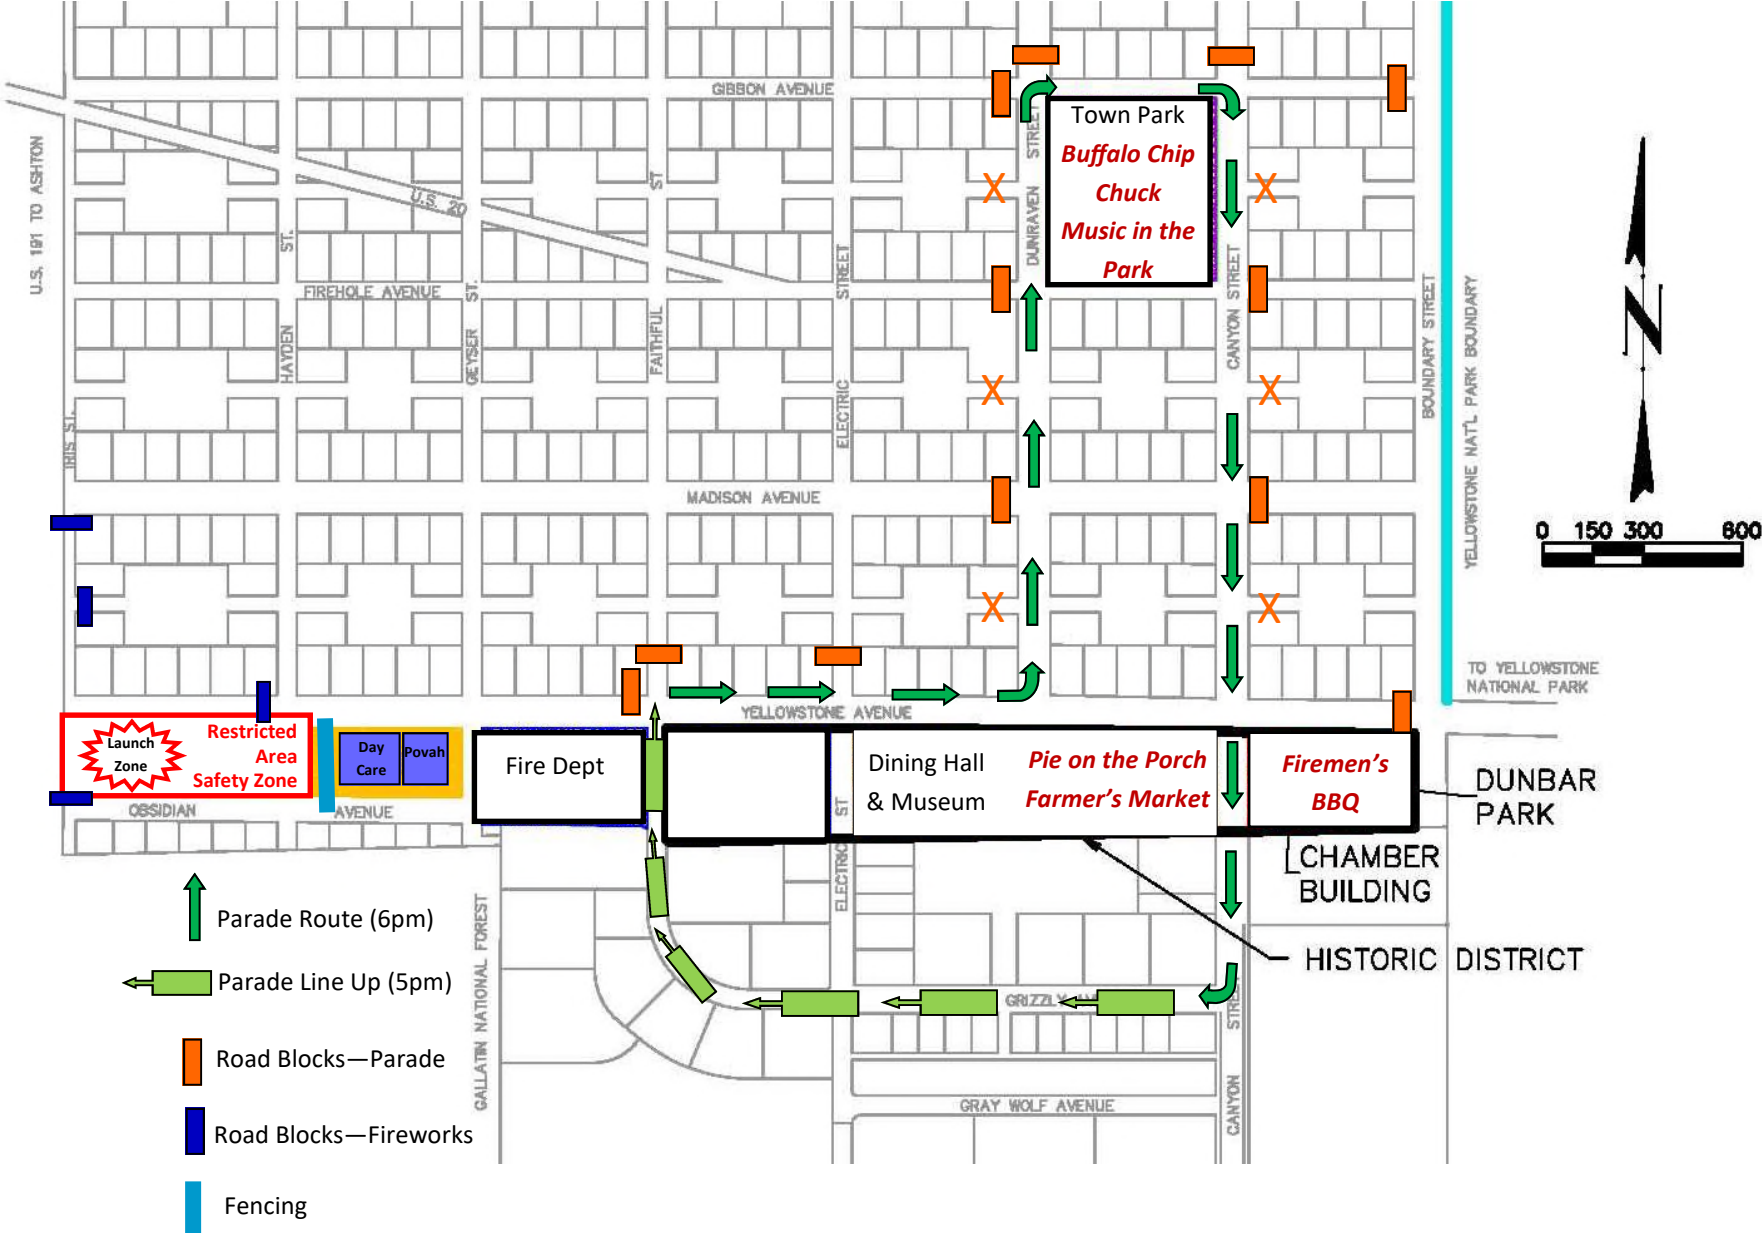 GIBBON AVENUE
U.S. 191 TO ASHTON
U.S. 20
ST
ST.
STREET
DUNRAVEN
STREET
Town Park
Buffalo Chip
Chuck
Music in the
Park
FIREHOLE AVENUE
HAYDEN
ST.
GEYSER
FAITHFUL
STREET
ELECTRIC
CANYON STREET
BOUNDARY STREET
YELLOWSTONE NAT'L PARK BOUNDARY
N
0 150 300 600
IRIS ST.
MADISON AVENUE
X
X
X
X
X
X
TO YELLOWSTONE
NATIONAL PARK
YELLOWSTONE AVENUE
Launch
Zone
Restricted
Area
Safety Zone
Day
Care
Povah
Fire Dept
Dining Hall
& Museum
Pie on the Porch
Farmer's Market
Firemen's
BBQ
DUNBAR
PARK
OBSIDIAN
AVENUE
ELECTRIC ST
CHAMBER
BUILDING
HISTORIC DISTRICT
GALLATIN NATIONAL FOREST
GRIZZLY
CANYON STREET
GRAY WOLF AVENUE
Parade Route (6pm)
Parade Line Up (5pm)
Road Blocks—Parade
Road Blocks—Fireworks
Fencing